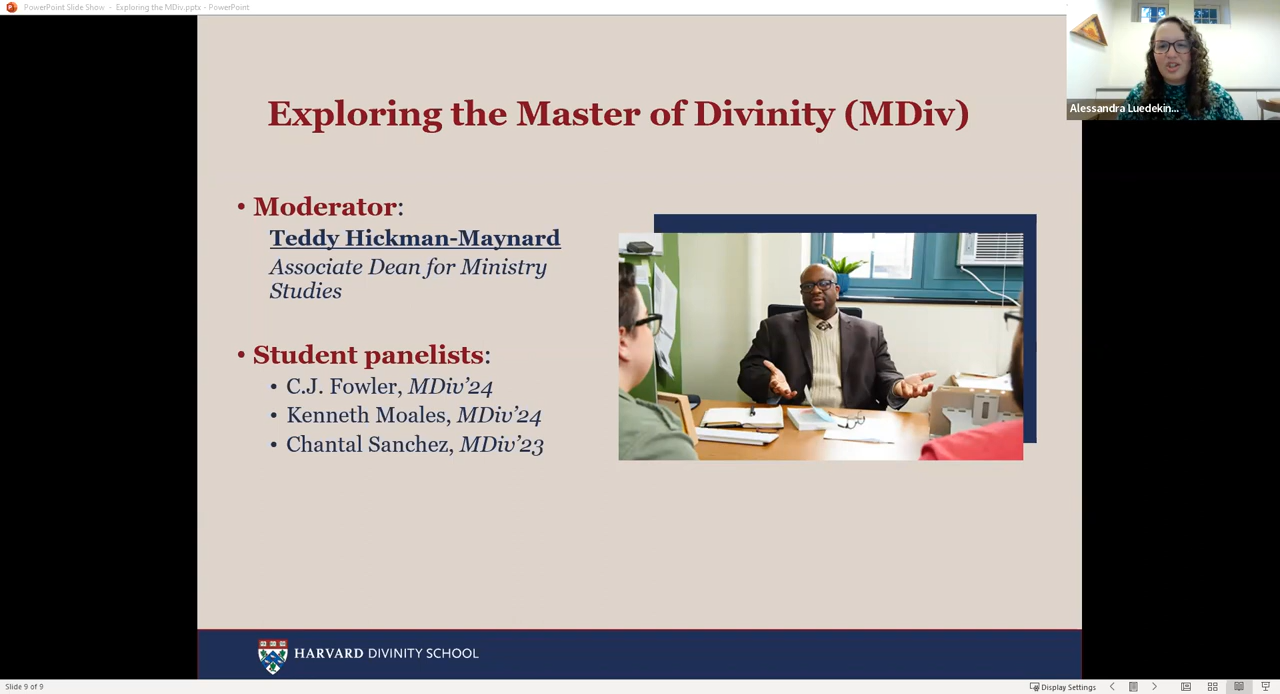 PowerPoint Slide Show - Exploring the MDiv.pptx - PowerPoint
Alessandra Luedekin...
Exploring the Master of Divinity (MDiv)
• Moderator:
Teddy Hickman-Maynard
Associate Dean for Ministry
Studies
• Student panelists:
• C.J. Fowler, MDiv'24
• Kenneth Moales, MDiv'24
• Chantal Sanchez, MDiv'23
HARVARD DIVINITY SCHOOL
Slide 9 of 9
Display Settings